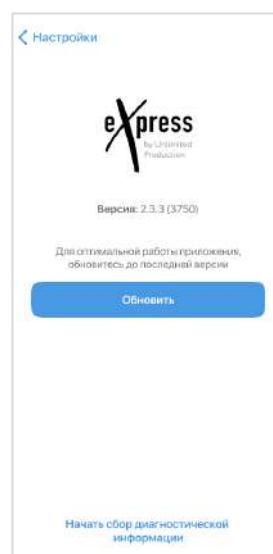 Настройки
eXpress
by Unlimited
Production
Версия: 2.3.3 (3750)
Для оптимальной работы приложения,
обновитесь до последней версии
Обновить
Начать сбор диагностической
информации